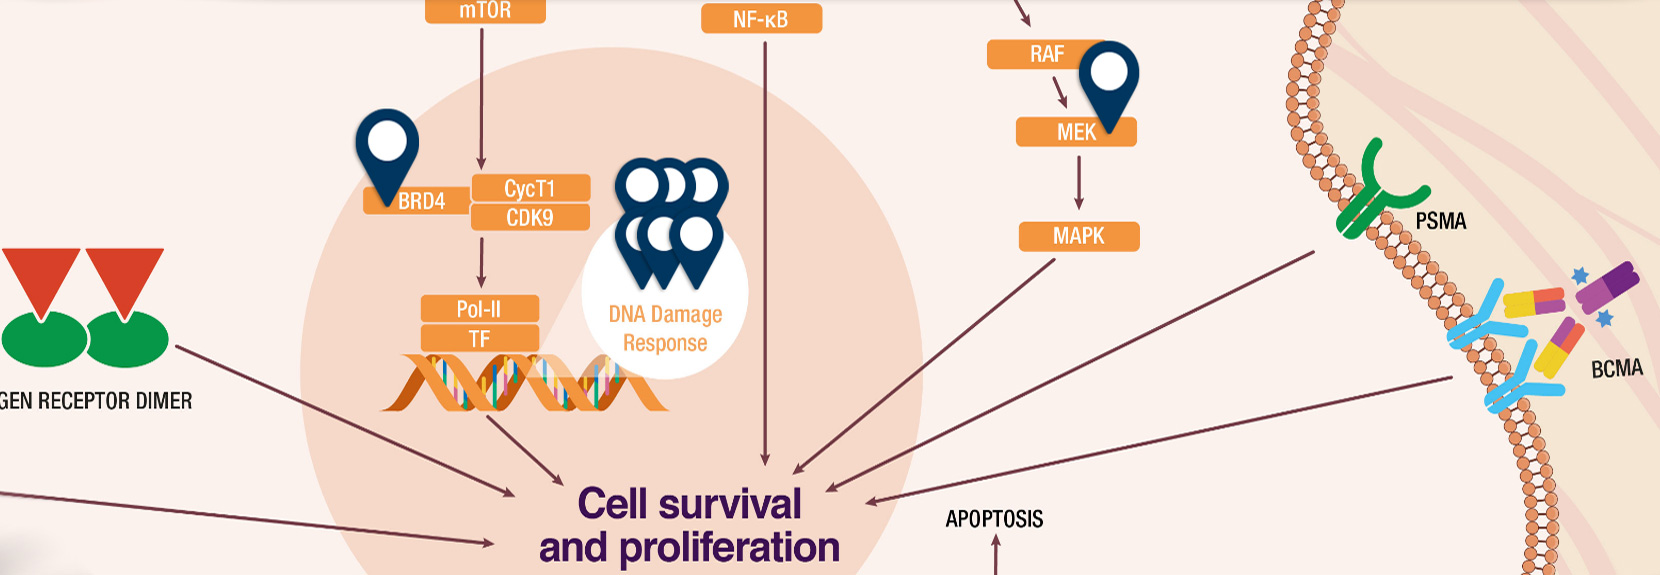 mTOR
NF-κB
RAF
MEK
BRD4
CycT1
CDK9
MAPK
PSMA
Pol-II
TF
DNA Damage
Response
GEN RECEPTOR DIMER
BCMA
Cell survival
and proliferation
APOPTOSIS